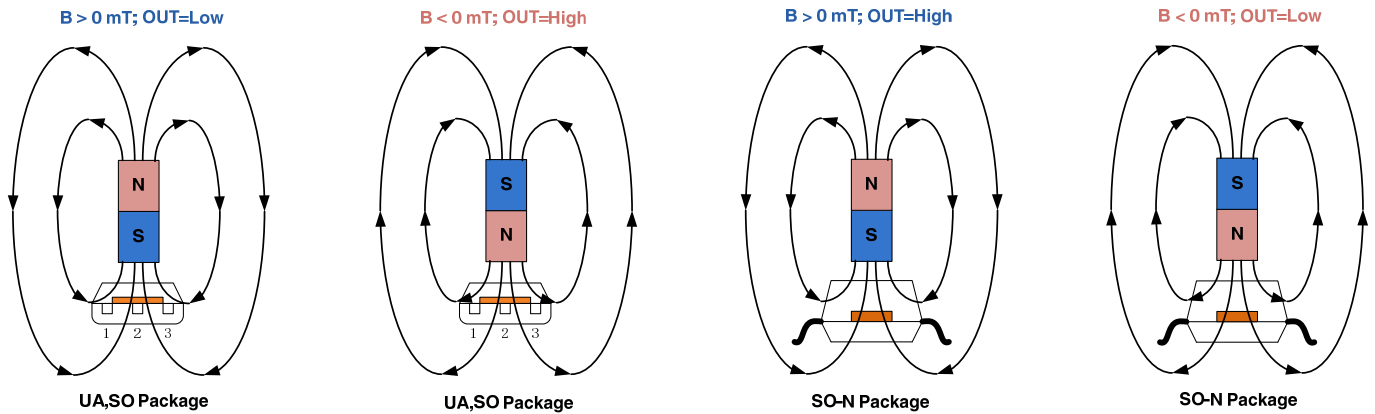 B > 0 mT; OUT=Low
B < 0 mT; OUT=High
B > 0 mT; OUT=High
B < 0 mT; OUT=Low
N
S
S
N
N
S
S
N
1 2 3
1 2 3
UA,SO Package
UA,SO Package
SO-N Package
SO-N Package